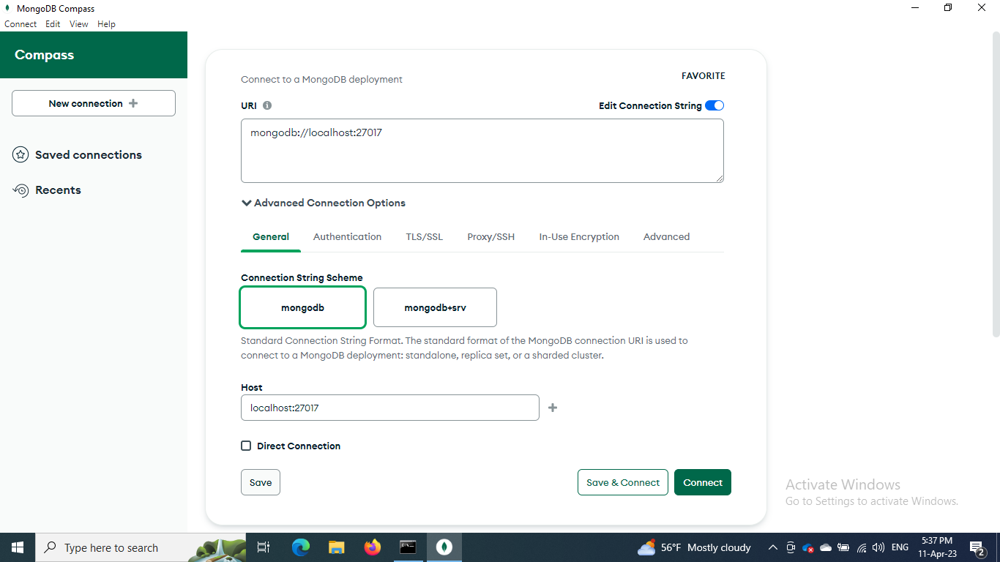 MongoDB Compass
Connect Edit View Help
Compass
New connection
Saved connections
Recents
Connect to a MongoDB deployment
FAVORITE
URI
Edit Connection String
mongodb://localhost:27017
Advanced Connection Options
General Authentication TLS/SSL Proxy/SSH In-Use Encryption Advanced
Connection String Scheme
mongodb mongodb+srv
Standard Connection String Format. The standard format of the MongoDB connection URI is used to
connect to a MongoDB deployment: standalone, replica set, or a sharded cluster.
Host
localhost:27017
Direct Connection
Save Save & Connect Connect
Activate Windows
Go to Settings to activate Windows.
Type here to search
56°F Mostly cloudy
ENG
5:37 PM
11-Apr-23
2